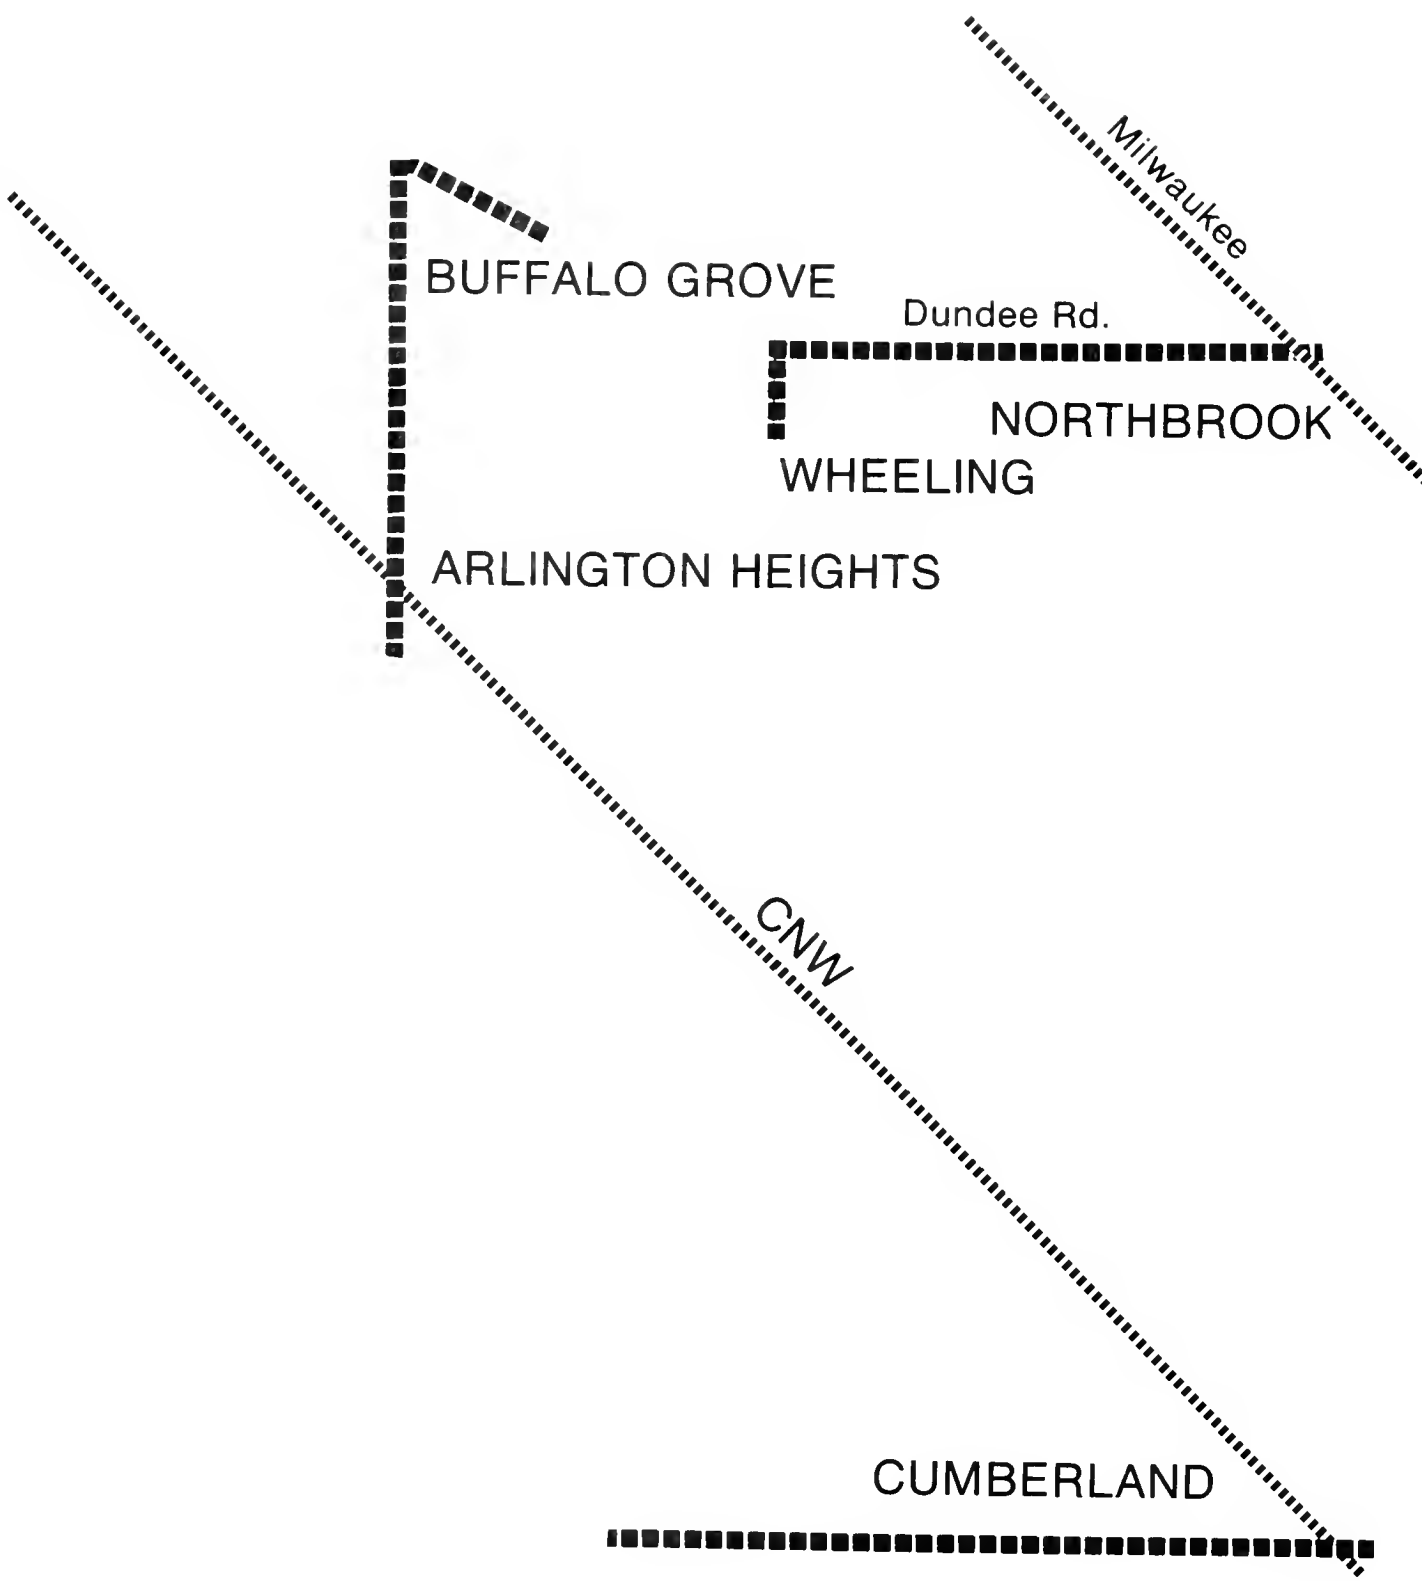 Milwaukee
BUFFALO GROVE
Dundee Rd.
NORTHBROOK
WHEELING
ARLINGTON HEIGHTS
CNW
CUMBERLAND